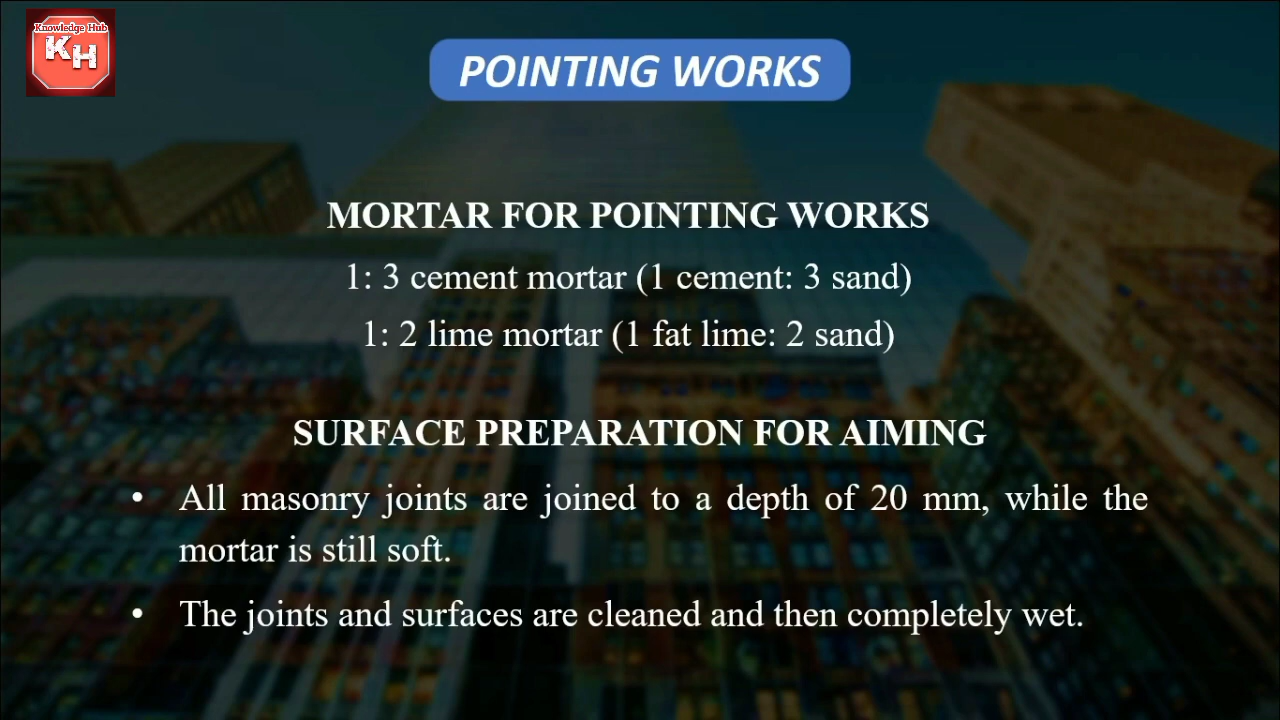 Knowledge Hub
KH
POINTING WORKS
MORTAR FOR POINTING WORKS
1: 3 cement mortar (1 cement: 3 sand)
1: 2 lime mortar (1 fat lime: 2 sand)
SURFACE PREPARATION FOR AIMING
• All masonry joints are joined to a depth of 20 mm, while the
mortar is still soft.
• The joints and surfaces are cleaned and then completely wet.